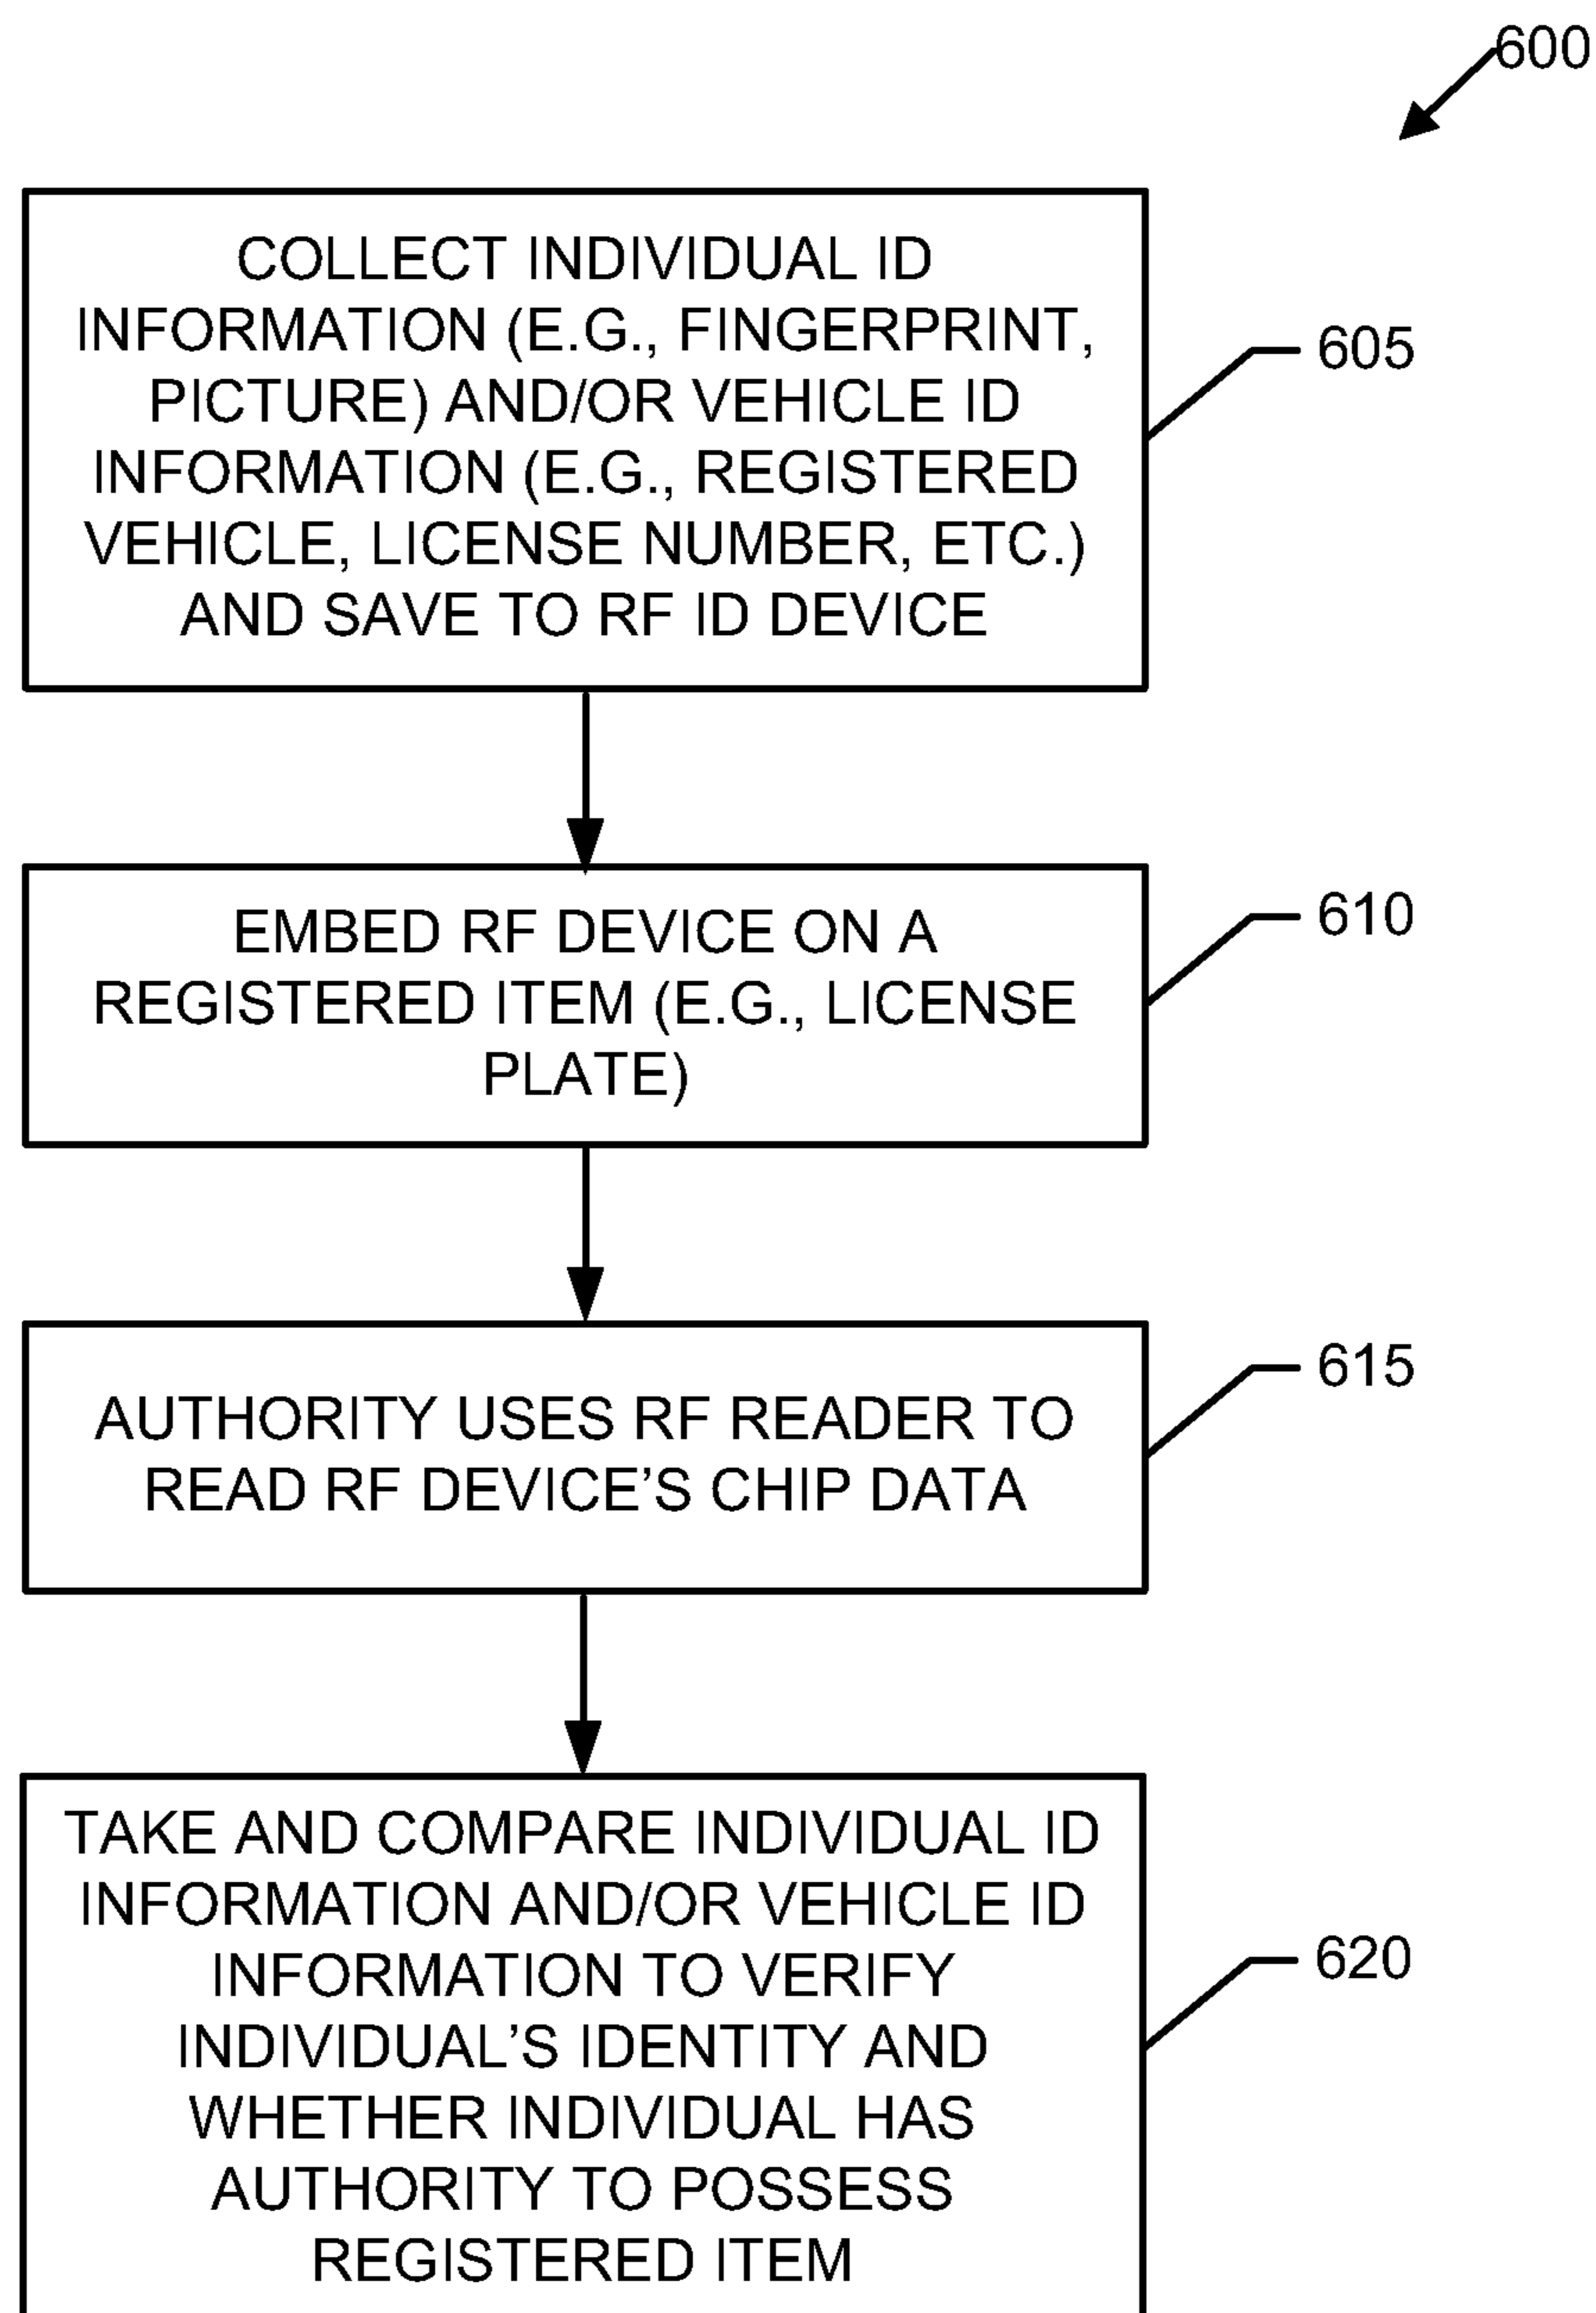 600
COLLECT INDIVIDUAL ID
INFORMATION (E.G., FINGERPRINT,
PICTURE) AND/OR VEHICLE ID
INFORMATION (E.G., REGISTERED
VEHICLE, LICENSE NUMBER, ETC.)
AND SAVE TO RF ID DEVICE
605
EMBED RF DEVICE ON A
REGISTERED ITEM (E.G., LICENSE
PLATE)
610
AUTHORITY USES RF READER TO
READ RF DEVICE’S CHIP DATA
615
TAKE AND COMPARE INDIVIDUAL ID
INFORMATION AND/OR VEHICLE ID
INFORMATION TO VERIFY
INDIVIDUAL’S IDENTITY AND
WHETHER INDIVIDUAL HAS
AUTHORITY TO POSSESS
REGISTERED ITEM
620